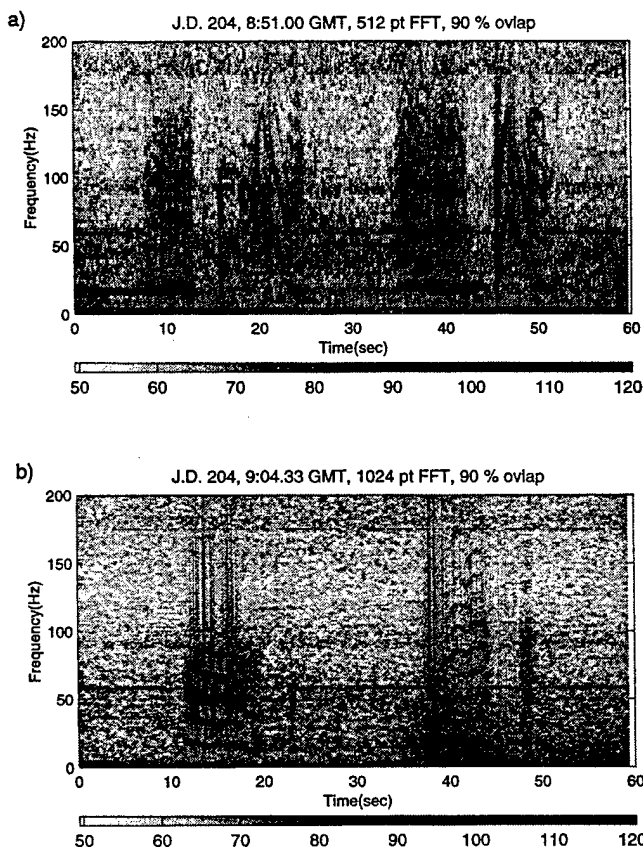 a)
J.D. 204, 8:51.00 GMT, 512 pt FFT, 90 % ovlap
200
150
100
50
0
Frequency(Hz)
0 10 20 30 40 50 60
Time(sec)
50 60 70 80 90 100 110 120
b)
J.D. 204, 9:04.33 GMT, 1024 pt FFT, 90 % ovlap
200
150
100
50
0
Frequency(Hz)
0 10 20 30 40 50 60
Time(sec)
50 60 70 80 90 100 110 120